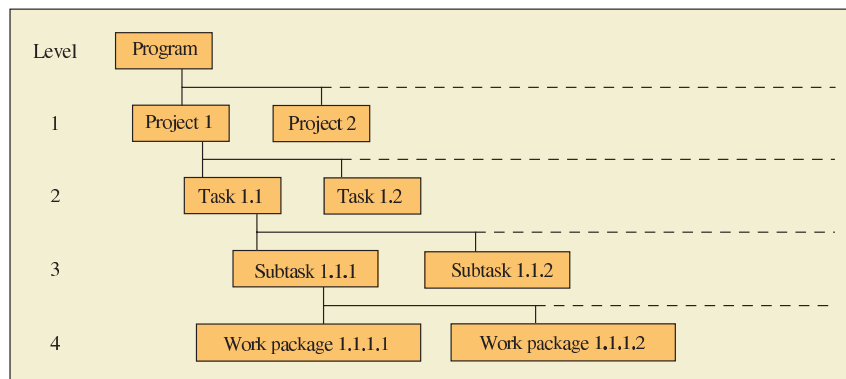 Level Program
1 Project 1 Project 2
2 Task 1.1 Task 1.2
3 Subtask 1.1.1 Subtask 1.1.2
4 Work package 1.1.1.1 Work package 1.1.1.2